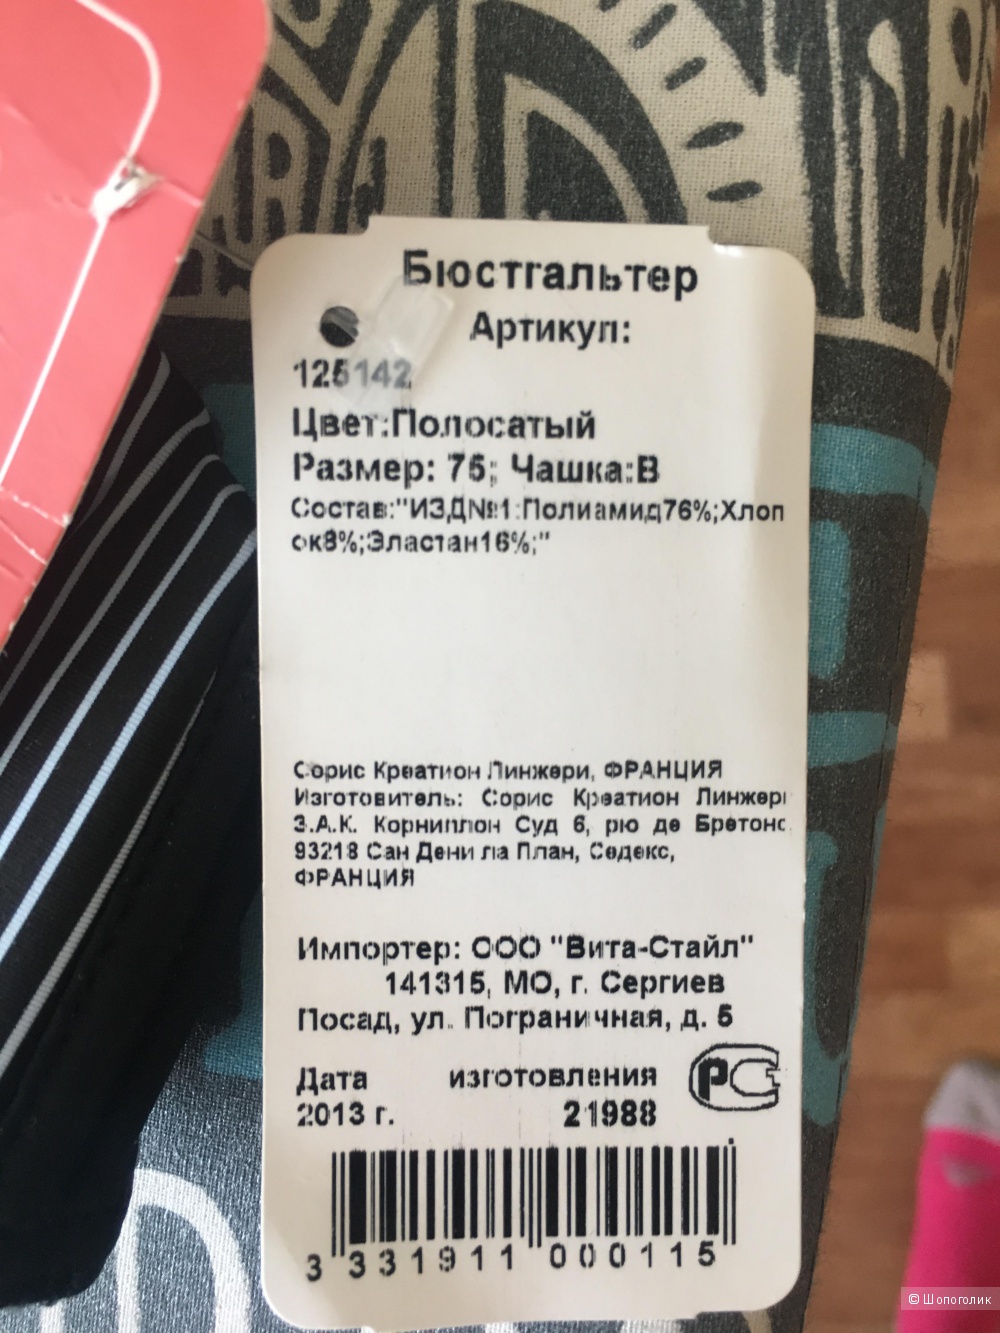 Бюстгальтер
Артикул:
125142
Цвет:Полосатый
Размер: 75; Чашка:В
Состав:"ИЗД№1:Полиамид76%;Хлоп
ок8%;Эластан16%;"
Сорис Креатион Линжери, ФРАНЦИЯ
Изготовитель: Сорис Креатион Линжери
З.А.К. Корниллон Суд 6, рю де Бретонс
93218 Сан Дени ла План, Седекс,
ФРАНЦИЯ
Импортер: ООО "Вита-Стайл"
141315, МО, г. Сергиев
Посад, ул. Пограничная, д. 5
Дата изготовления
2013 г. 21988
РС
3 331911 000115
© Шопоголик